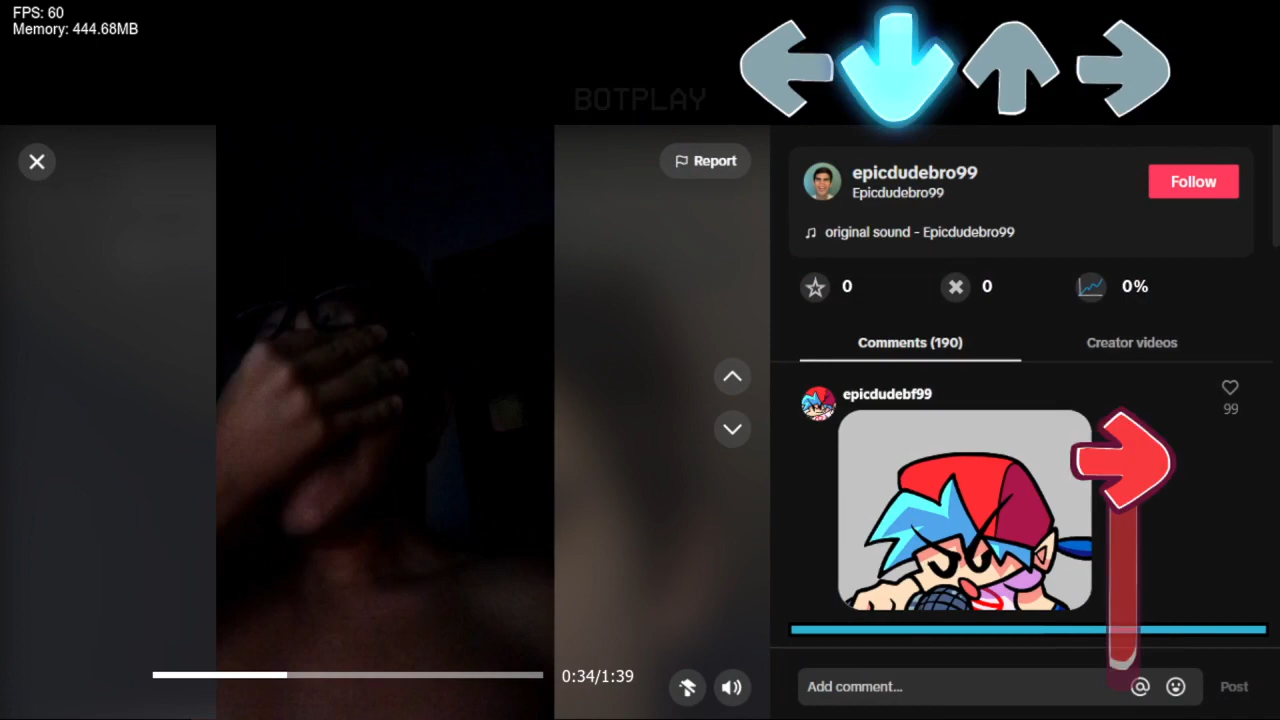 FPS: 60
Memory: 444.68MB
BOTPLAY
Report
epicdudebro99
Epicdudebro99
Follow
original sound - Epicdudebro99
0
0
0%
Comments (190)
Creator videos
epicdudebf99
99
0:34/1:39
Add comment...
@
Post